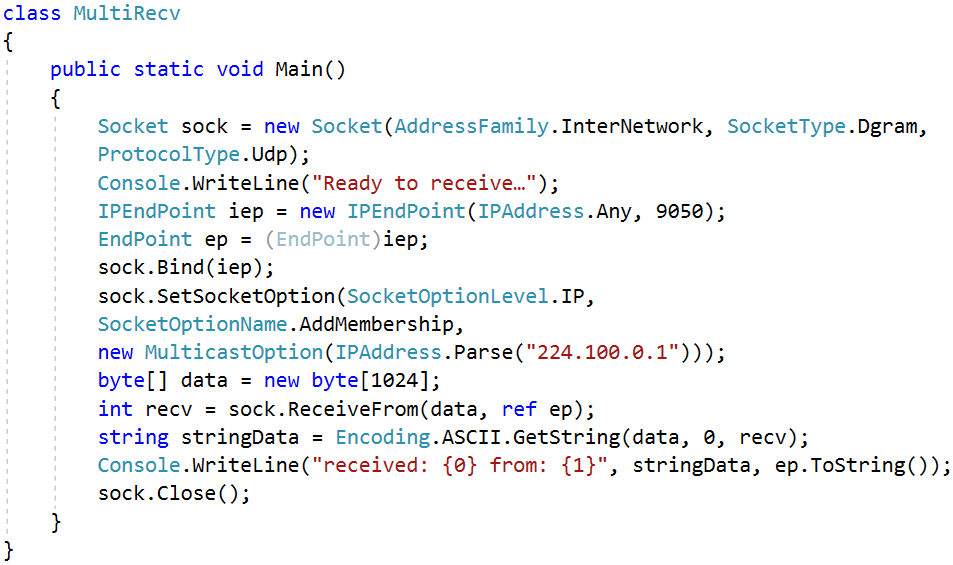 class MultiRecv
{
public static void Main()
{
Socket sock = new Socket(AddressFamily.InterNetwork, SocketType.Dgram,
ProtocolType.Udp);
Console.WriteLine("Ready to receive…");
IPEndPoint iep = new IPEndPoint(IPAddress.Any, 9050);
EndPoint ep = (EndPoint)iep;
sock.Bind(iep);
sock.SetSocketOption(SocketOptionLevel.IP,
SocketOptionName.AddMembership,
new MulticastOption(IPAddress.Parse("224.100.0.1")));
byte[] data = new byte[1024];
int recv = sock.ReceiveFrom(data, ref ep);
string stringData = Encoding.ASCII.GetString(data, 0, recv);
Console.WriteLine("received: {0} from: {1}", stringData, ep.ToString());
sock.Close();
}
}